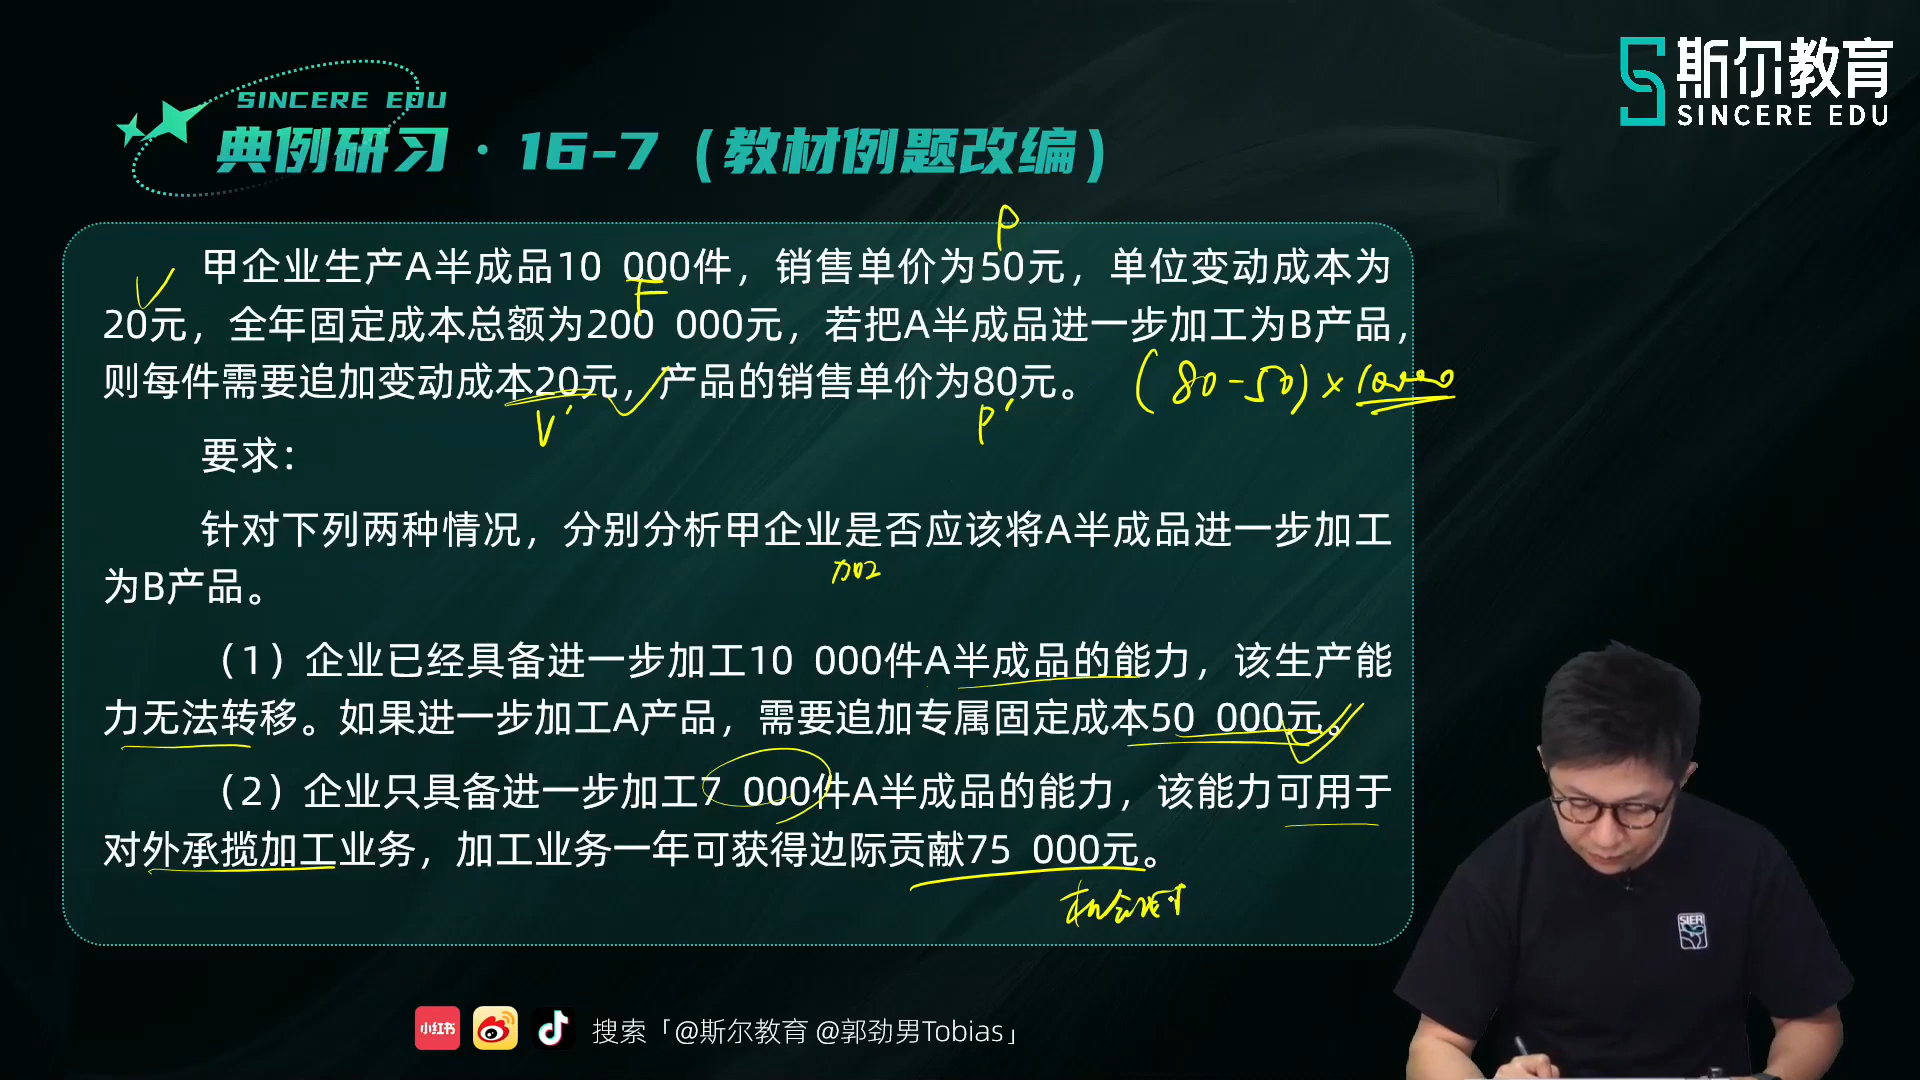 SINCERE EDU
典例研习·16-7（教材例题改编）
斯尔教育
SINCERE EDU
P
甲企业生产A半成品10 000件，销售单价为50元，单位变动成本为
V
F
20元，全年固定成本总额为200 000元，若把A半成品进一步加工为B产品，
则每件需要追加变动成本20元，产品的销售单价为80元。
(80-50)×10000
V'
P'
要求：
针对下列两种情况，分别分析甲企业是否应该将A半成品进一步加工
为B产品。
加工
（1）企业已经具备进一步加工10 000件A半成品的能力，该生产能
力无法转移。如果进一步加工A产品，需要追加专属固定成本50 000元。
（2）企业只具备进一步加工7 000件A半成品的能力，该能力可用于
对外承揽加工业务，加工业务一年可获得边际贡献75 000元。
机会成本
SIER
小红书
搜索「@斯尔教育 @郭劲男Tobias」